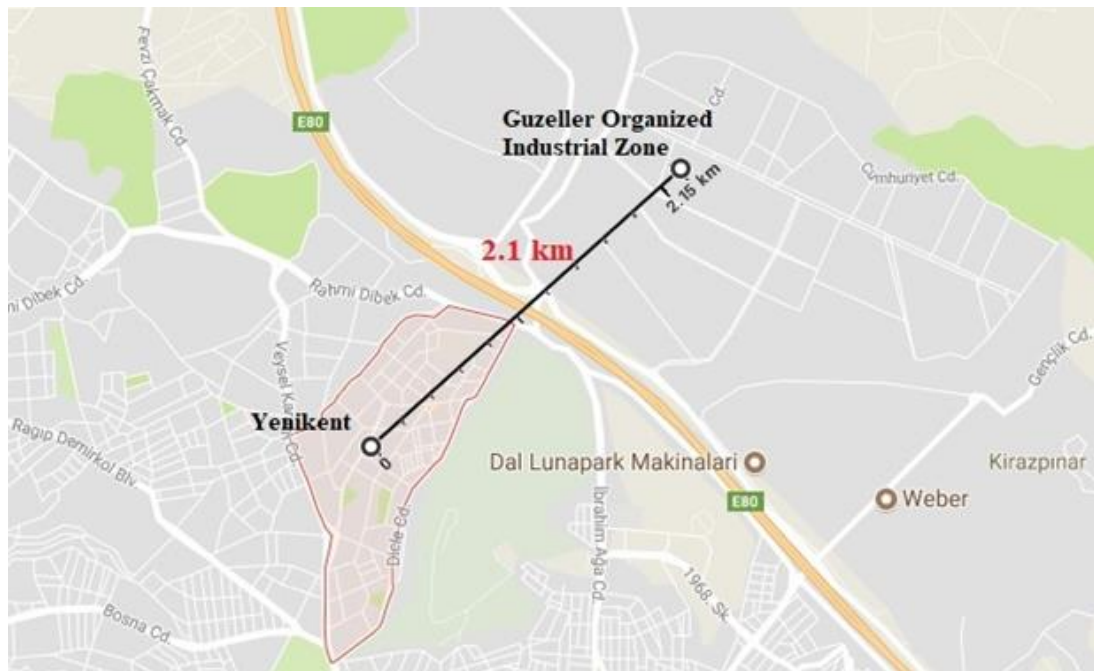 Fevzi Çakmak Cd.
E80
Guzeller Organized
Industrial Zone
Cd.
2.15 km
Cumhuriyet Cd.
2.1 km
Rahmi Dibek Cd.
Dibek Cd.
Veysel
Cd.
Yenikent
0
Ragıp Demirkol Blv.
Dicle Cd.
Bosna Cd.
Gençlik Cd.
Dal Lunapark Makinalari
Kirazpınar
E80
Weber
İbrahim Ağa Cd.
1968. Sk